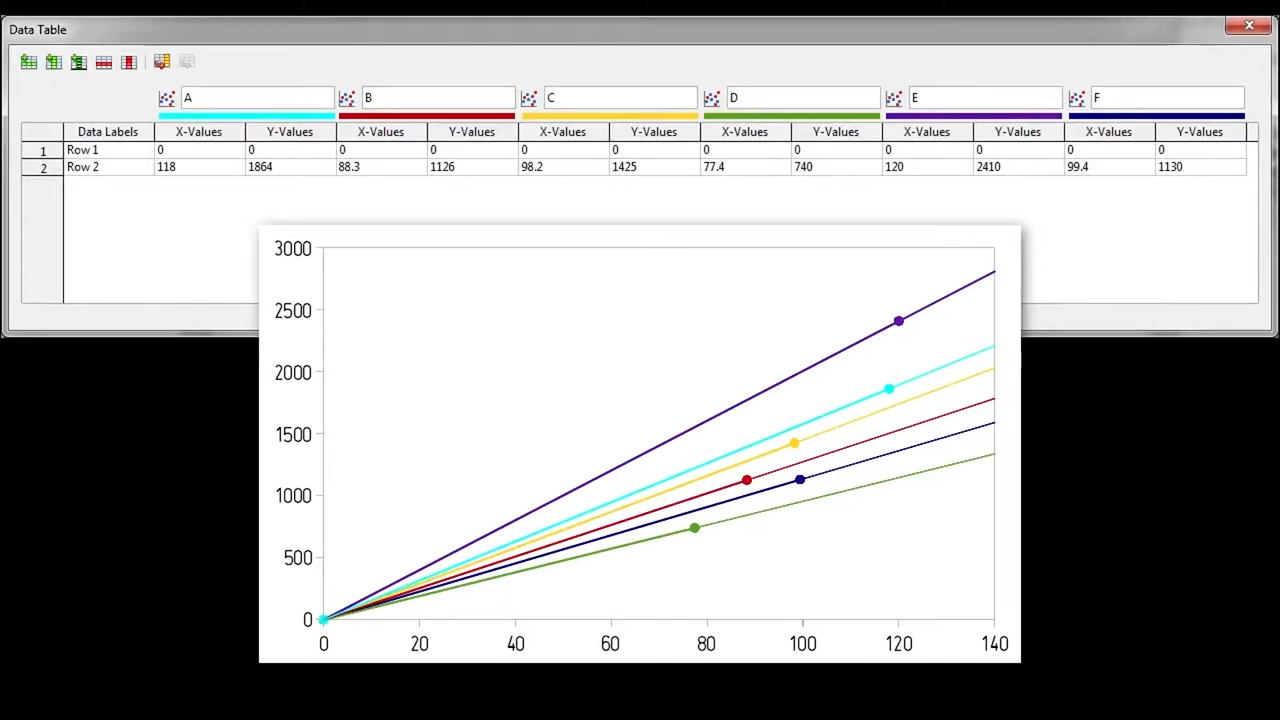 Data Table
A B C D E F
Data Labels X-Values Y-Values X-Values Y-Values X-Values Y-Values X-Values Y-Values X-Values Y-Values X-Values Y-Values
1 Row 1 0 0 0 0 0 0 0 0 0 0 0 0
2 Row 2 118 1864 88.3 1126 98.2 1425 77.4 740 120 2410 99.4 1130
3000
2500
2000
1500
1000
500
0
0 20 40 60 80 100 120 140